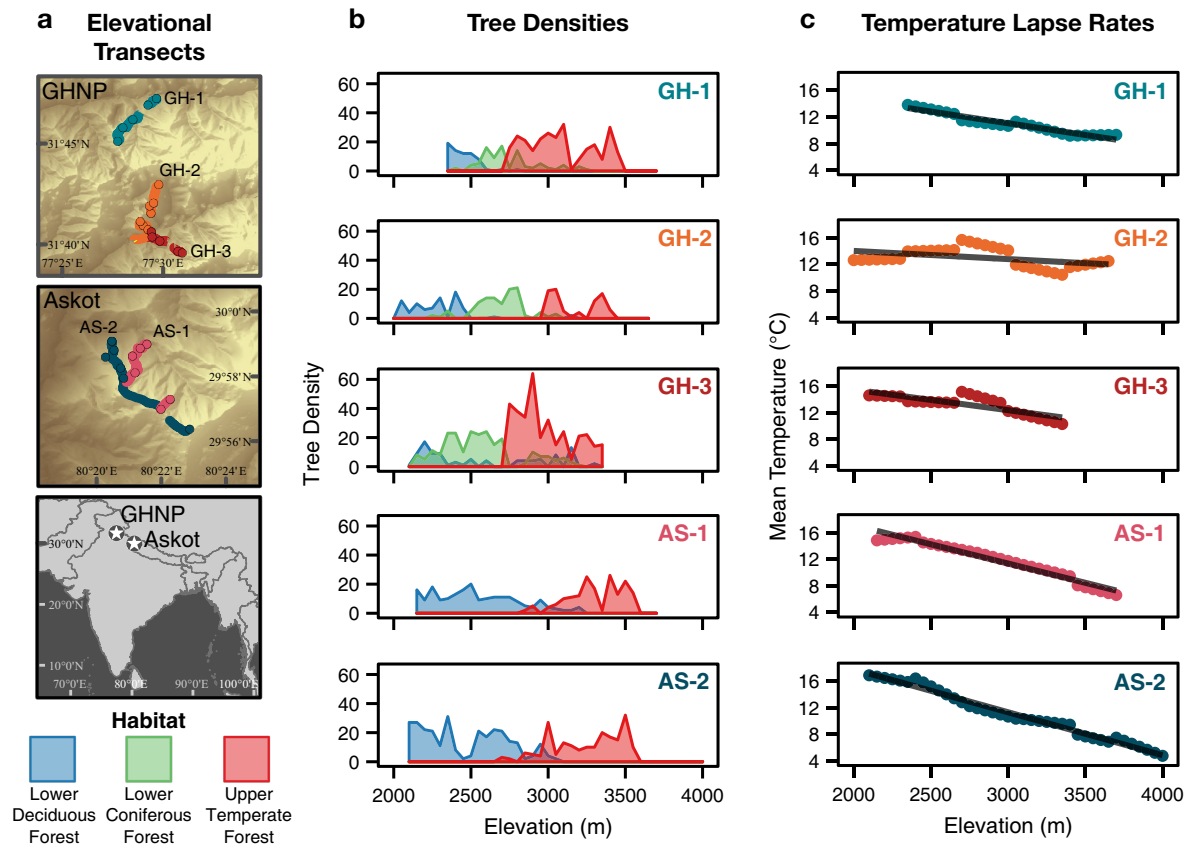 a
Elevational
Transects
GHNP
GH-1
31°45' N
GH-2
GH-3
31°40' N
77°25' E
77°30' E
Askot
30°0' N
AS-2
AS-1
29°58' N
29°56' N
80°20' E
80°22' E
80°24' E
GHNP
Askot
30°0'N
20°0'N
10°0'N
70°0'E
80°0'E
90°0'E
100°0'E
Habitat
Lower
Deciduous
Forest
Lower
Coniferous
Forest
Upper
Temperate
Forest
b
Tree Densities
Tree Density
60
40
20
0
GH-1
60
40
20
0
GH-2
60
40
20
0
GH-3
60
40
20
0
AS-1
60
40
20
0
AS-2
2000
2500
3000
3500
4000
Elevation (m)
c
Temperature Lapse Rates
Mean Temperature (°C)
16
12
8
4
GH-1
16
12
8
4
GH-2
16
12
8
4
GH-3
16
12
8
4
AS-1
16
12
8
4
AS-2
2000
2500
3000
3500
4000
Elevation (m)